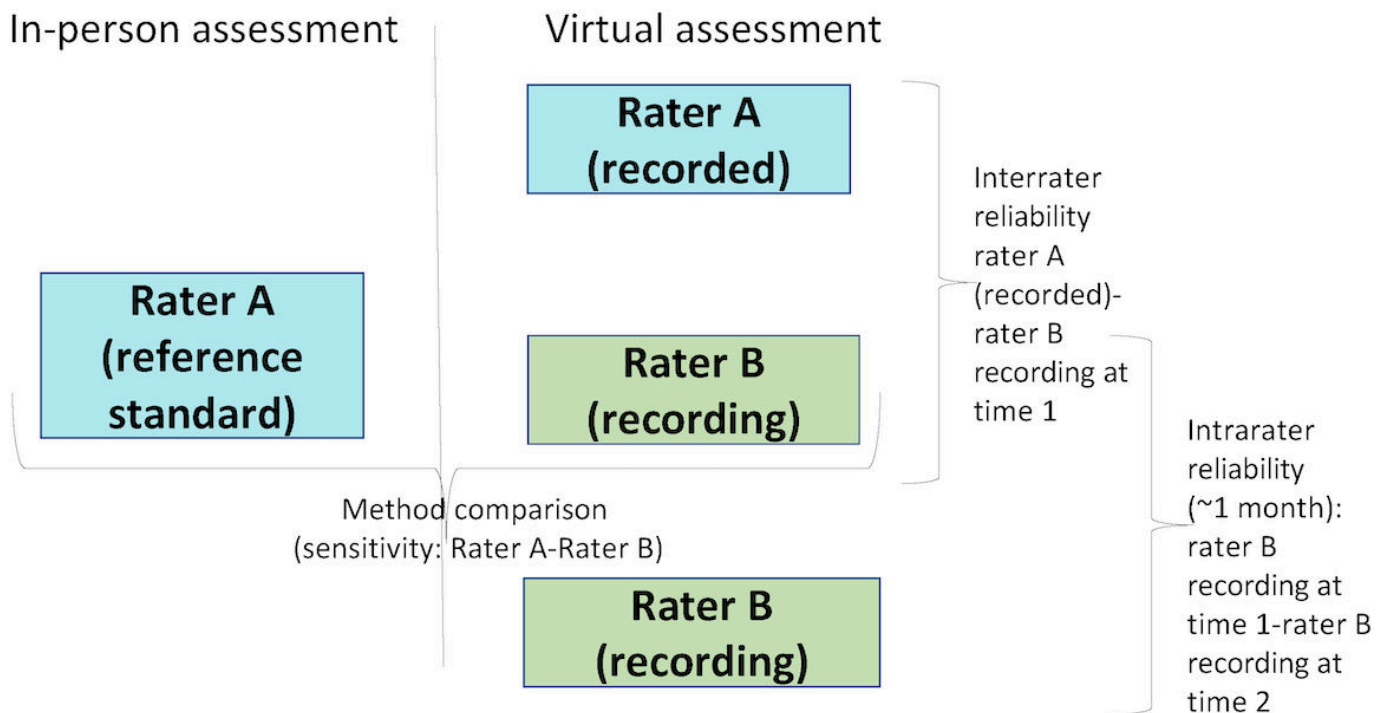 In-person assessment
Virtual assessment
Rater A
(recorded)
Rater A
(reference
standard)
Rater B
(recording)
Method comparison
(sensitivity: Rater A-Rater B)
Rater B
(recording)
Interrater
reliability
rater A
(recorded)-
rater B
recording at
time 1
Intrarater
reliability
(~1 month):
rater B
recording at
time 1-rater B
recording at
time 2